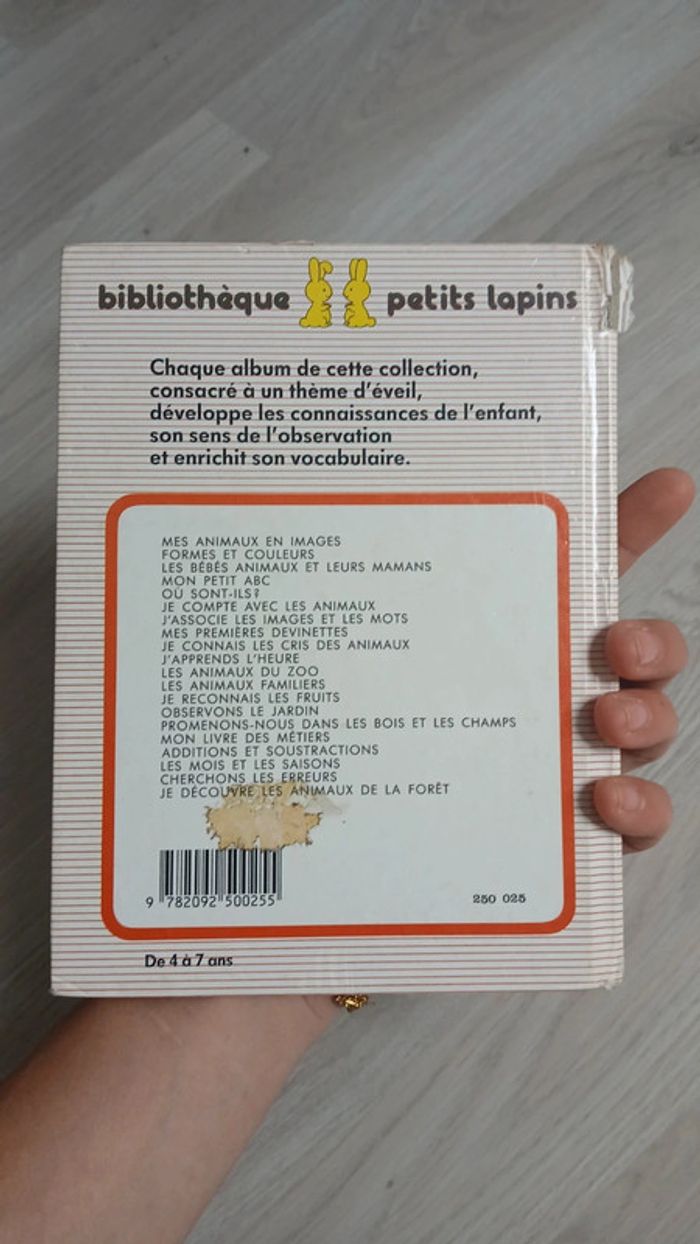 bibliothèque petits lapins
Chaque album de cette collection,
consacré à un thème d'éveil,
développe les connaissances de l'enfant,
son sens de l'observation
et enrichit son vocabulaire.
MES ANIMAUX EN IMAGES
FORMES ET COULEURS
LES BÉBÉS ANIMAUX ET LEURS MAMANS
MON PETIT ABC
OÙ SONT-ILS?
JE COMPTE AVEC LES ANIMAUX
J'ASSOCIE LES IMAGES ET LES MOTS
MES PREMIÈRES DEVINETTES
JE CONNAIS LES CRIS DES ANIMAUX
J'APPRENDS L'HEURE
LES ANIMAUX DU ZOO
LES ANIMAUX FAMILIERS
JE RECONNAIS LES FRUITS
OBSERVONS LE JARDIN
PROMENONS-NOUS DANS LES BOIS ET LES CHAMPS
MON LIVRE DES MÉTIERS
ADDITIONS ET SOUSTRACTIONS
LES MOIS ET LES SAISONS
CHERCHONS LES ERREURS
JE DÉCOUVRE LES ANIMAUX DE LA FORÊT
9 782092 500255 250 025
De 4 à 7 ans